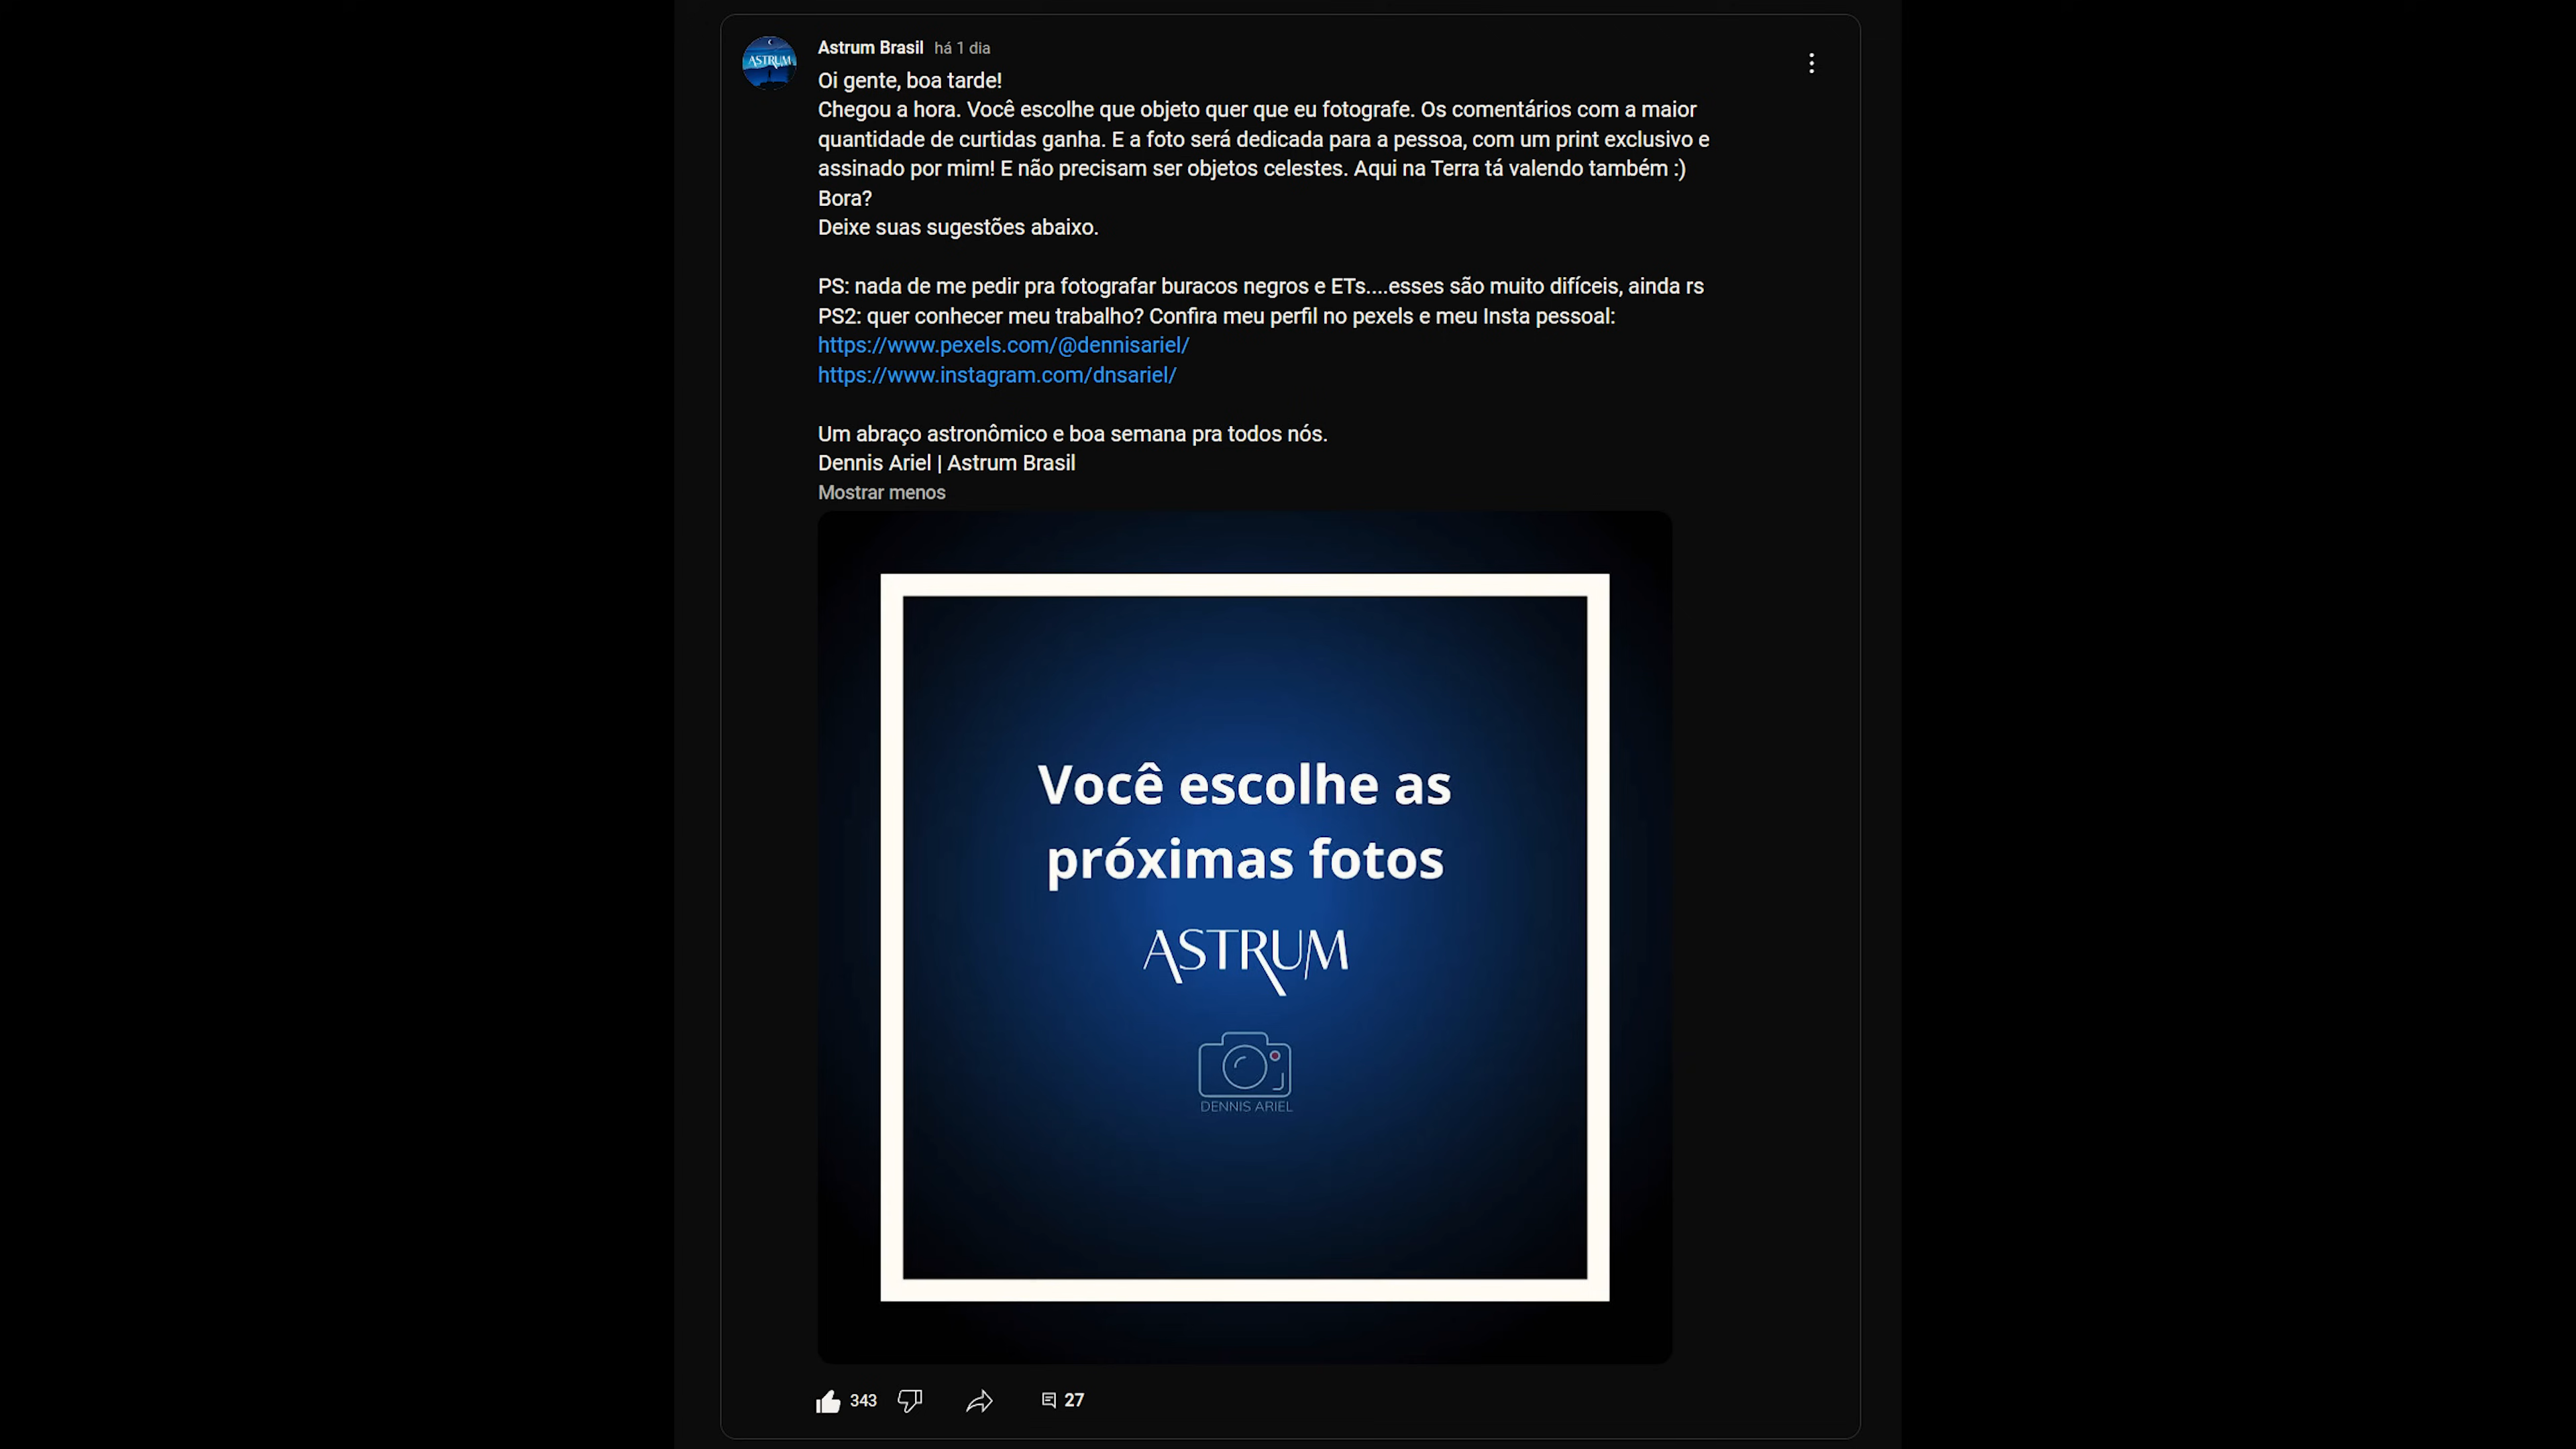 ASTRUM
Astrum Brasil há 1 dia
Oi gente, boa tarde!
Chegou a hora. Você escolhe que objeto quer que eu fotografe. Os comentários com a maior
quantidade de curtidas ganha. E a foto será dedicada para a pessoa, com um print exclusivo e
assinado por mim! E não precisam ser objetos celestes. Aqui na Terra tá valendo também :)
Bora?
Deixe suas sugestões abaixo.
PS: nada de me pedir pra fotografar buracos negros e ETs....esses são muito difíceis, ainda rs
PS2: quer conhecer meu trabalho? Confira meu perfil no pexels e meu Insta pessoal:
https://www.pexels.com/@dennisariel/
https://www.instagram.com/dnsariel/
Um abraço astronômico e boa semana pra todos nós.
Dennis Ariel | Astrum Brasil
Mostrar menos
Você escolhe as
próximas fotos
ASTRUM
DENNIS ARIEL
343 27